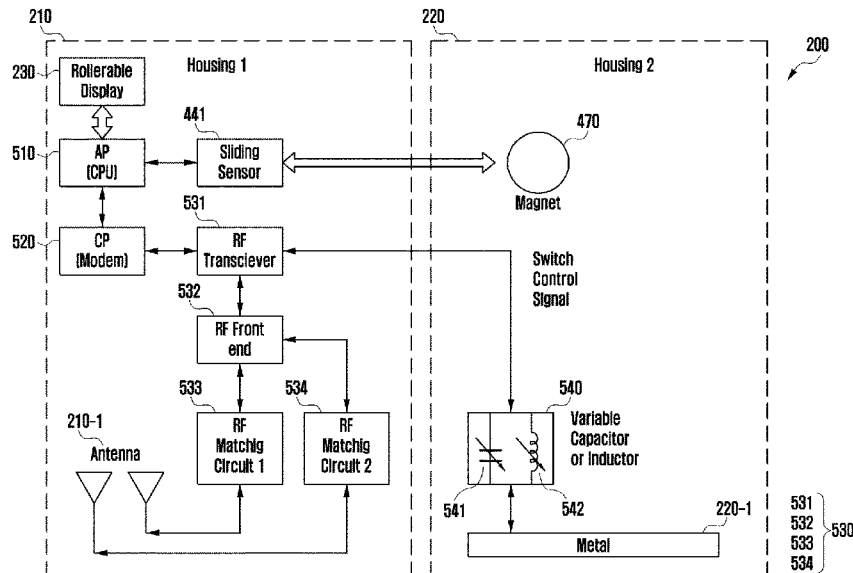 210
220
200
Housing 1
Housing 2
230
Rollerable
Display
441
470
510
AP
(CPU)
Sliding
Sensor
Magnet
531
520
CP
(Modem)
RF
Transciever
Switch
Control
Signal
532
RF Front
end
533
534
540
210-1
Antenna
RF
Matchig
Circuit 1
RF
Matchig
Circuit 2
Variable
Capacitor
or Inductor
541
542
220-1
Metal
531
532
533
534
530